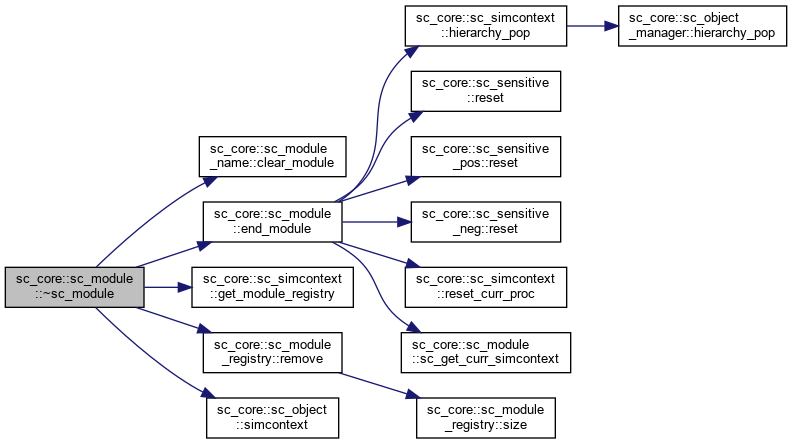 sc_core::sc_module
::~sc_module
sc_core::sc_module
_name::clear_module
sc_core::sc_module
::end_module
sc_core::sc_simcontext
::get_module_registry
sc_core::sc_module
_registry::remove
sc_core::sc_object
::simcontext
sc_core::sc_simcontext
::hierarchy_pop
sc_core::sc_sensitive
::reset
sc_core::sc_sensitive
_pos::reset
sc_core::sc_sensitive
_neg::reset
sc_core::sc_simcontext
::reset_curr_proc
sc_core::sc_module
::sc_get_curr_simcontext
sc_core::sc_module
_registry::size
sc_core::sc_object
_manager::hierarchy_pop